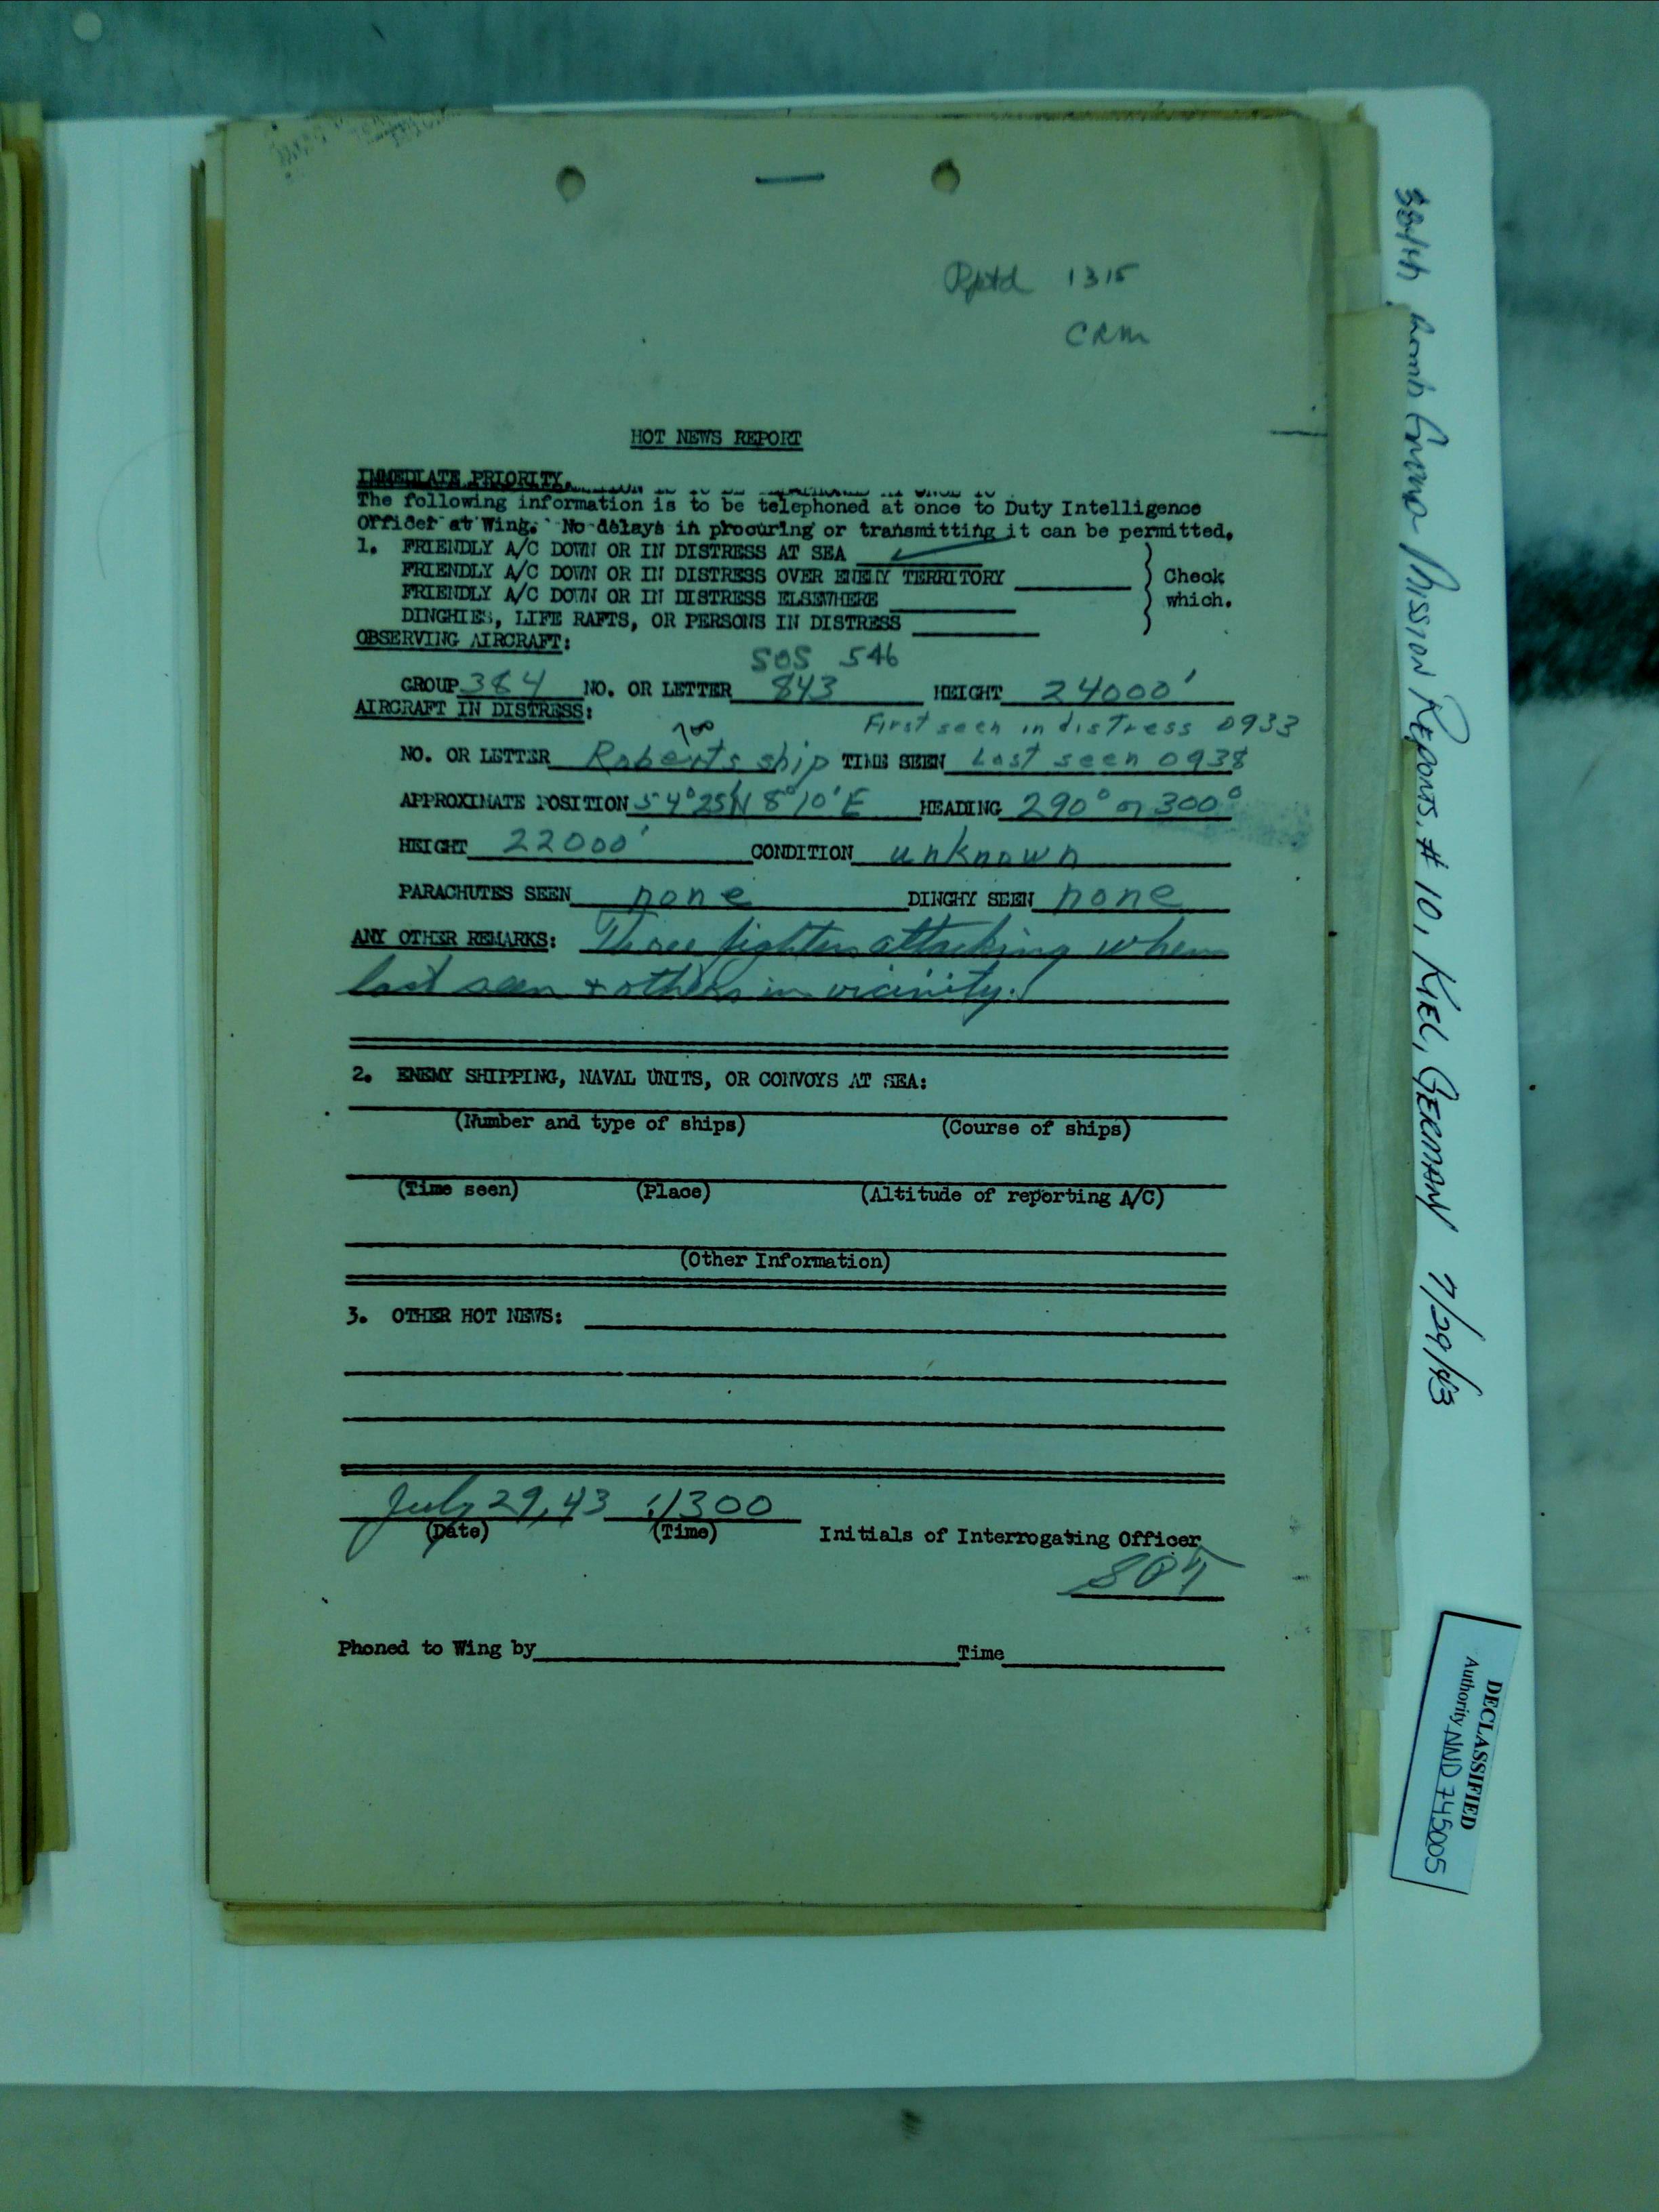 Rptd 1315
CRM
HOT NEWS REPORT
IMMEDIATE PRIORITY.
The following information is to be telephoned at once to Duty Intelligence
Officer at Wing. No delays in procuring or transmitting it can be permitted.
1. FRIENDLY A/C DOWN OR IN DISTRESS AT SEA ✓
FRIENDLY A/C DOWN OR IN DISTRESS OVER ENEMY TERRITORY
FRIENDLY A/C DOWN OR IN DISTRESS ELSEWHERE
DINGHIES, LIFE RAFTS, OR PERSONS IN DISTRESS
Check
which.
OBSERVING AIRCRAFT:
SOS 546
GROUP 384 NO. OR LETTER 843 HEIGHT 24000'
AIRCRAFT IN DISTRESS:
First seen in distress 0933
NO. OR LETTER Roberts ship TIME SEEN Last seen 0938
APPROXIMATE POSITION 54°25'N 8°10'E HEADING 290° or 300°
HEIGHT 22000' CONDITION unknown
PARACHUTES SEEN none DINGHY SEEN none
ANY OTHER REMARKS: Three fighters attacking when
last seen + others in vicinity.
2. ENEMY SHIPPING, NAVAL UNITS, OR CONVOYS AT SEA:
(Number and type of ships) (Course of ships)
(Time seen) (Place) (Altitude of reporting A/C)
(Other Information)
3. OTHER HOT NEWS:
July 29, 43 1300
(Date) (Time) Initials of Interrogating Officer
Phoned to Wing by Time
384th Bomb Group Mission Reports, # 10, KIEL, GERMAN 7/29/43
DECLASSIFIED
Authority NND 745005